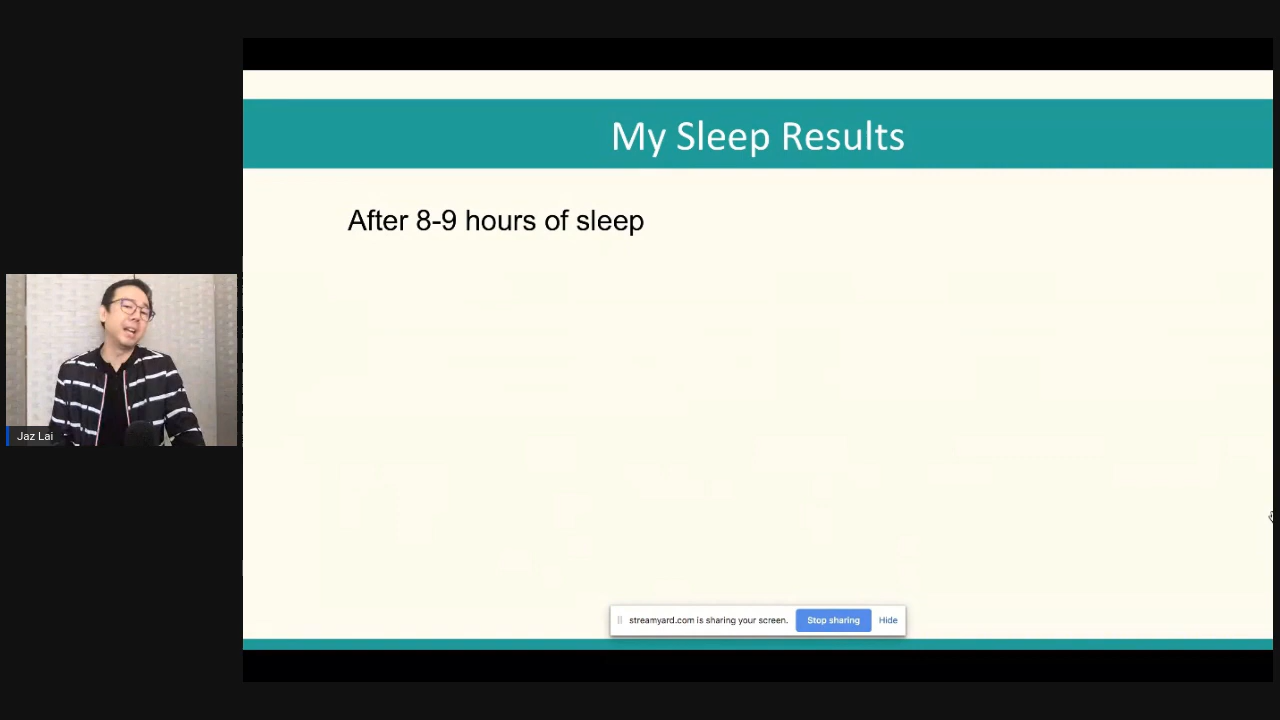 My Sleep Results
After 8-9 hours of sleep
Jaz Lai
streamyard.com is sharing your screen. Stop sharing Hide